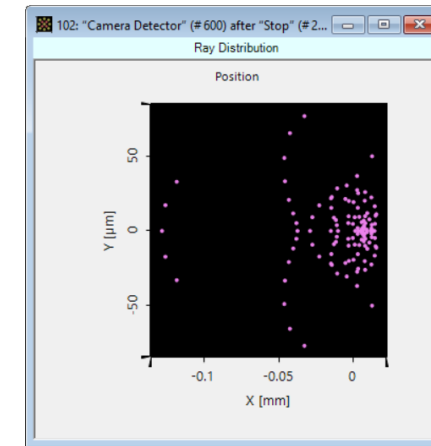 102: "Camera Detector" (# 600) after "Stop" (# 2...
Ray Distribution
Position
50
0
-50
Y [µm]
-0.1 -0.05 0
X [mm]